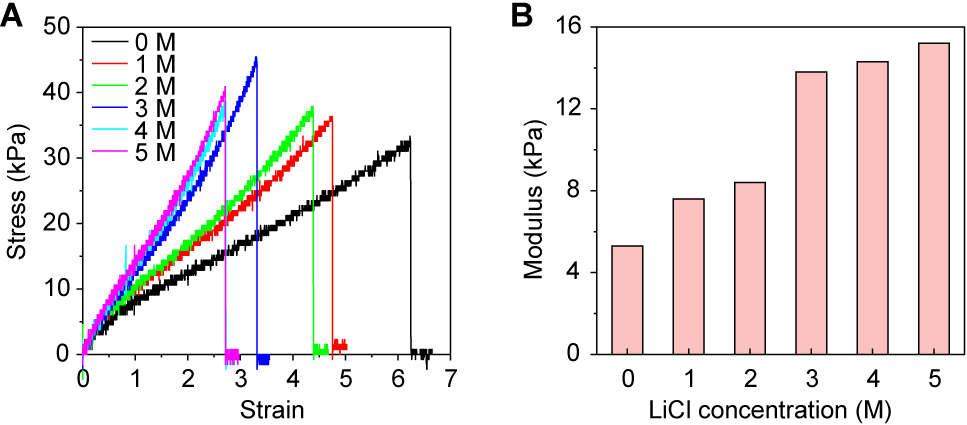 A
B
50
40
30
20
10
0
Stress (kPa)
0 M
1 M
2 M
3 M
4 M
5 M
0 1 2 3 4 5 6 7
Strain
16
12
8
4
0
Modulus (kPa)
0 1 2 3 4 5
LiCl concentration (M)